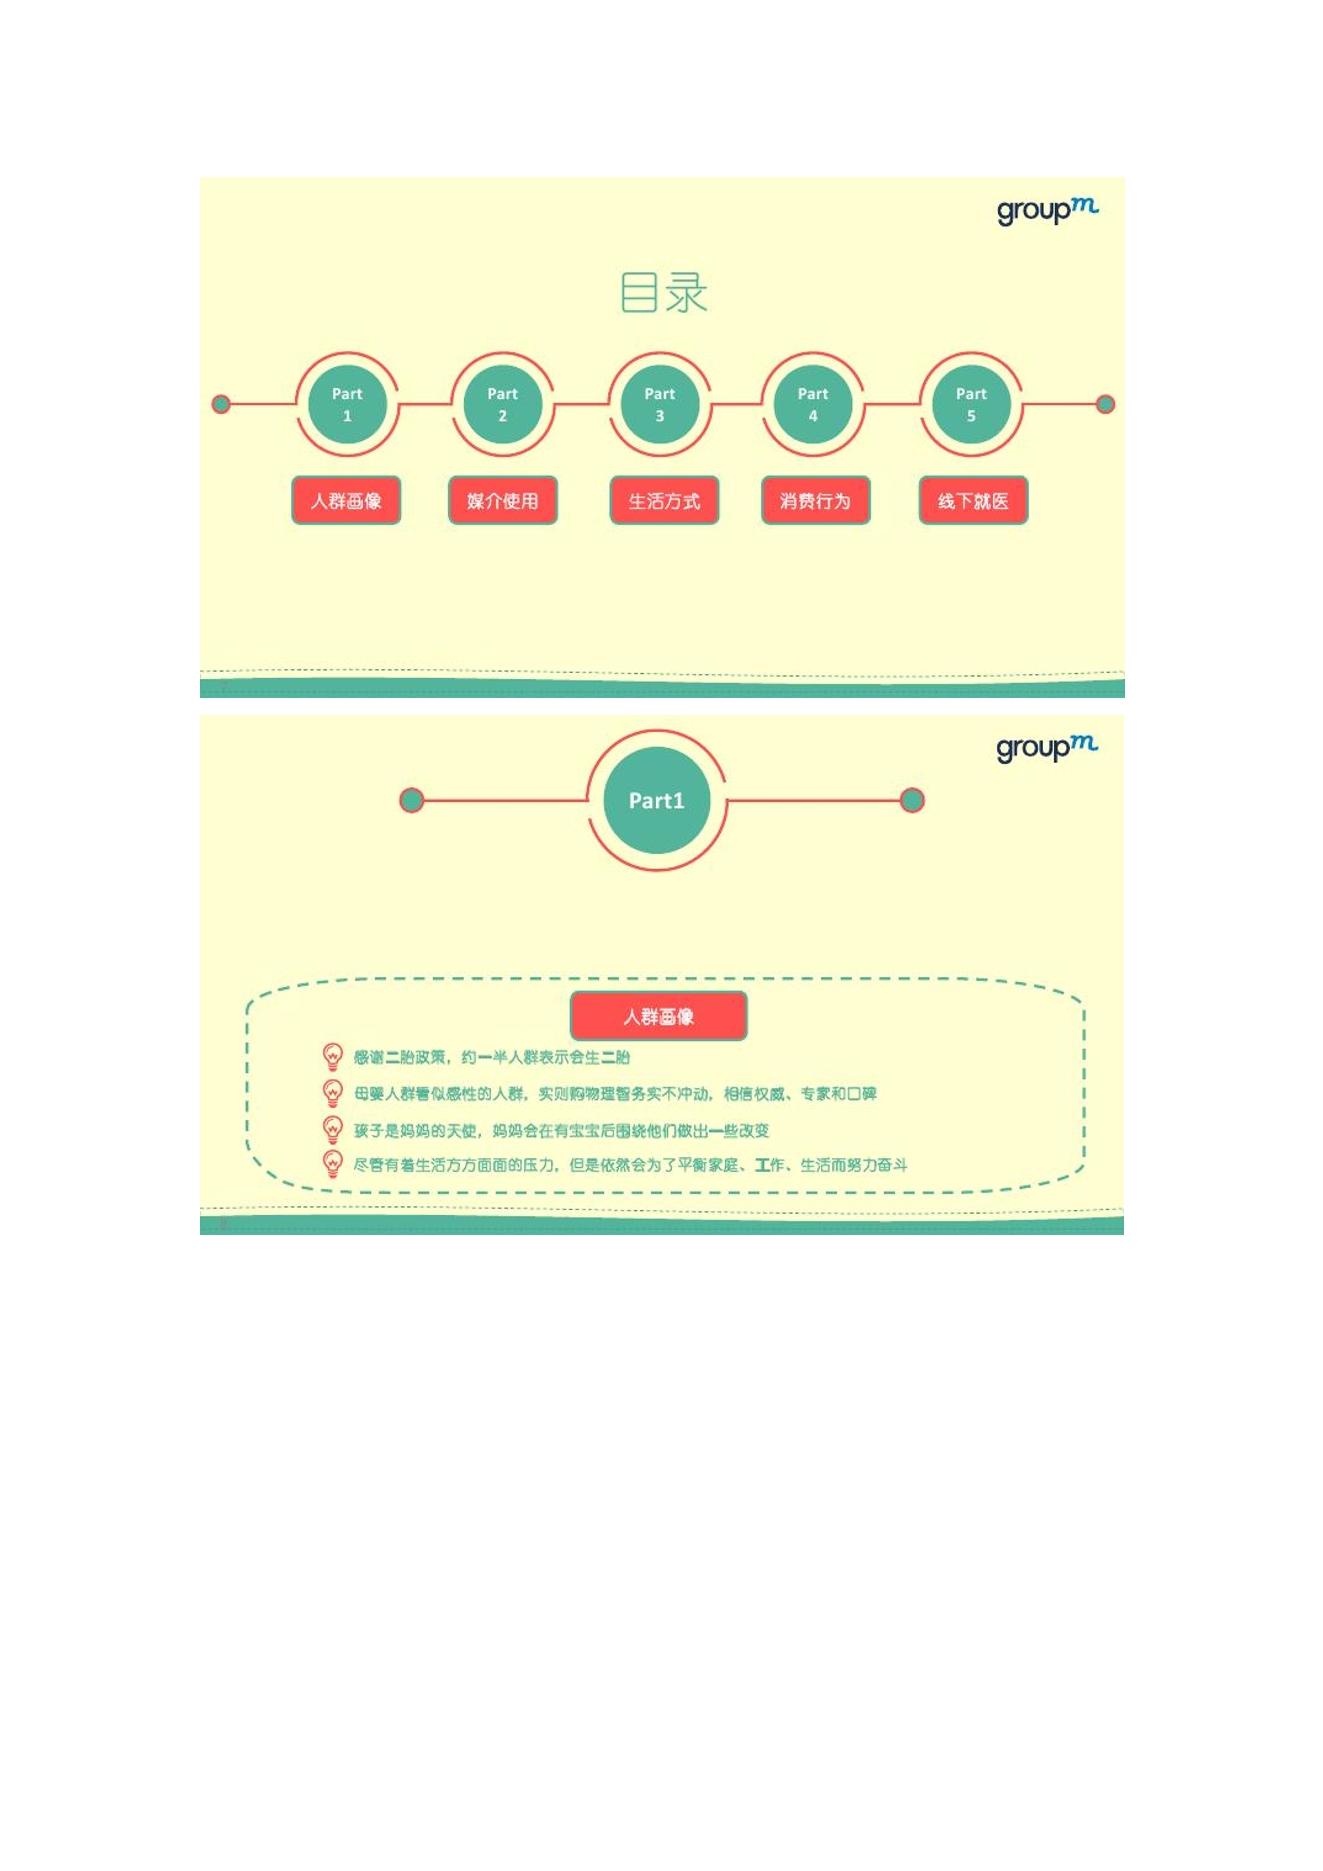 groupm
目录
Part 1
Part 2
Part 3
Part 4
Part 5
人群画像
媒介使用
生活方式
消费行为
线下就医
groupm
Part1
人群画像
感谢二胎政策，约一半人群表示会生二胎
母婴人群看似感性的人群，实则购物理智务实不冲动，相信权威、专家和口碑
孩子是妈妈的天使，妈妈会在有宝宝后围绕他们做出一些改变
尽管有着生活方方面面的压力，但是依然会为了平衡家庭、工作、生活而努力奋斗